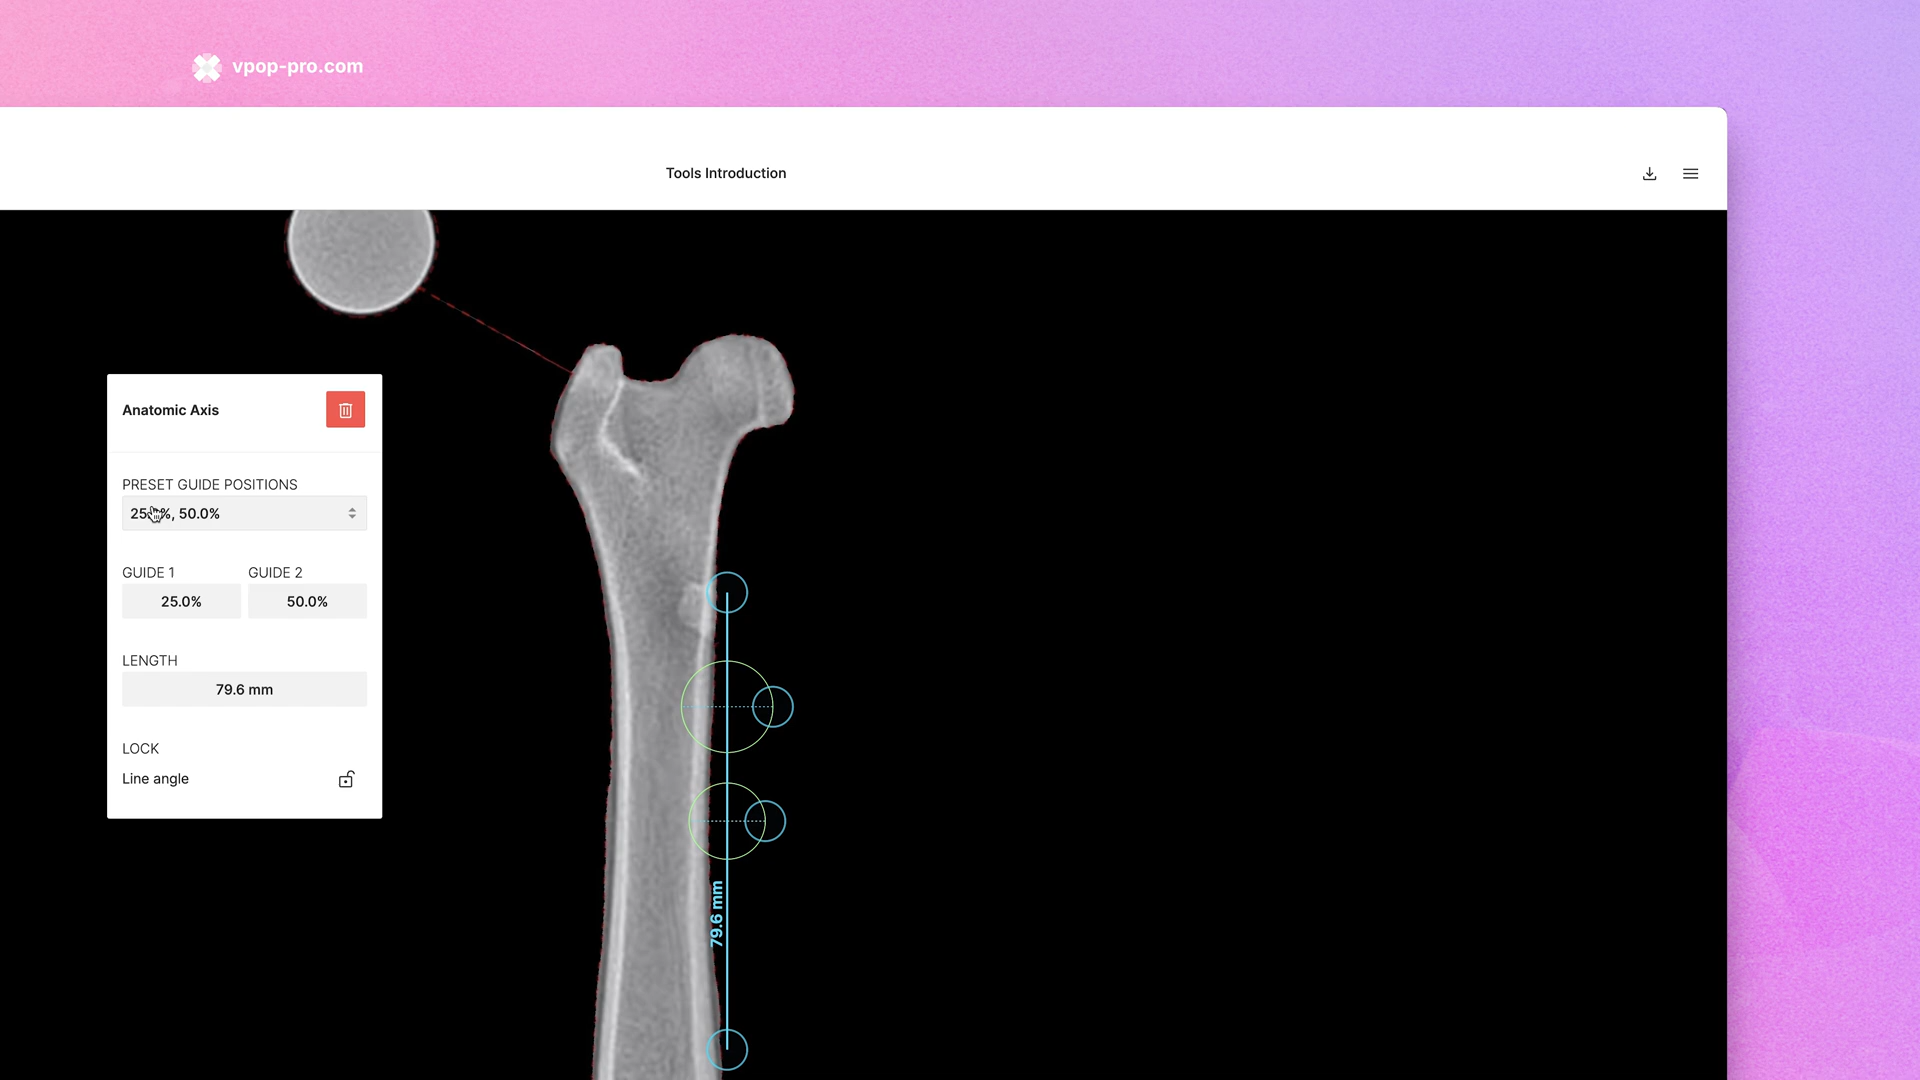 vpop-pro.com
Tools Introduction
Anatomic Axis
PRESET GUIDE POSITIONS
50.0%
GUIDE 1
GUIDE 2
25.0%
50.0%
LENGTH
79.6 mm
LOCK
Line angle
79.6 mm